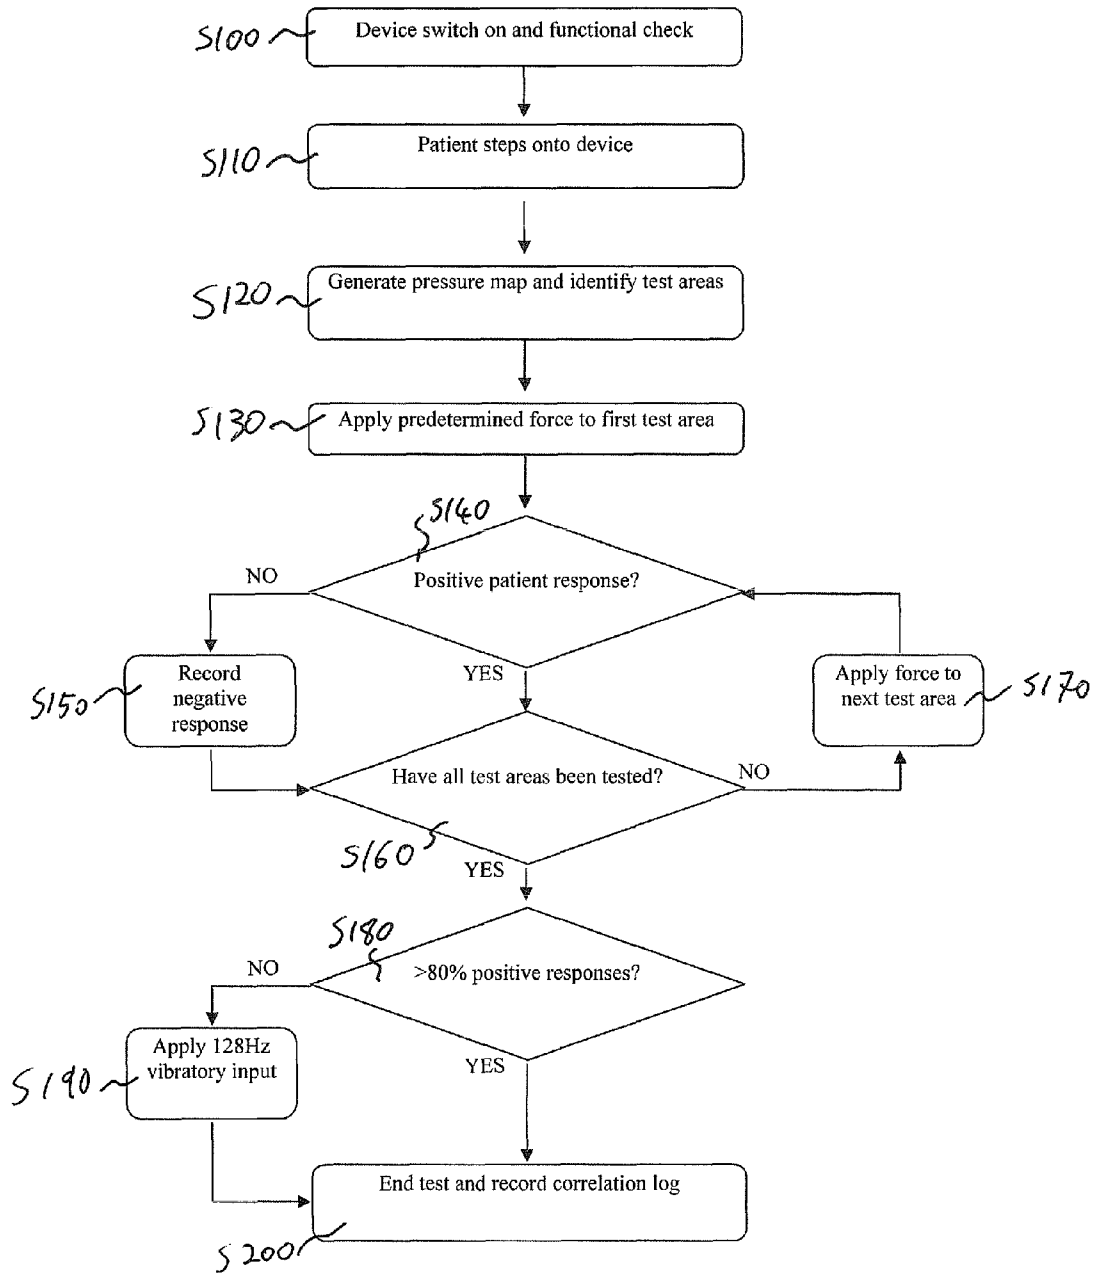 S100
Device switch on and functional check
S110
Patient steps onto device
S120
Generate pressure map and identify test areas
S130
Apply predetermined force to first test area
S140
Positive patient response?
NO
YES
S150
Record
negative
response
Apply force to
next test area
S170
Have all test areas been tested?
NO
S160
YES
S180
>80% positive responses?
NO
YES
S190
Apply 128Hz
vibratory input
End test and record correlation log
S200